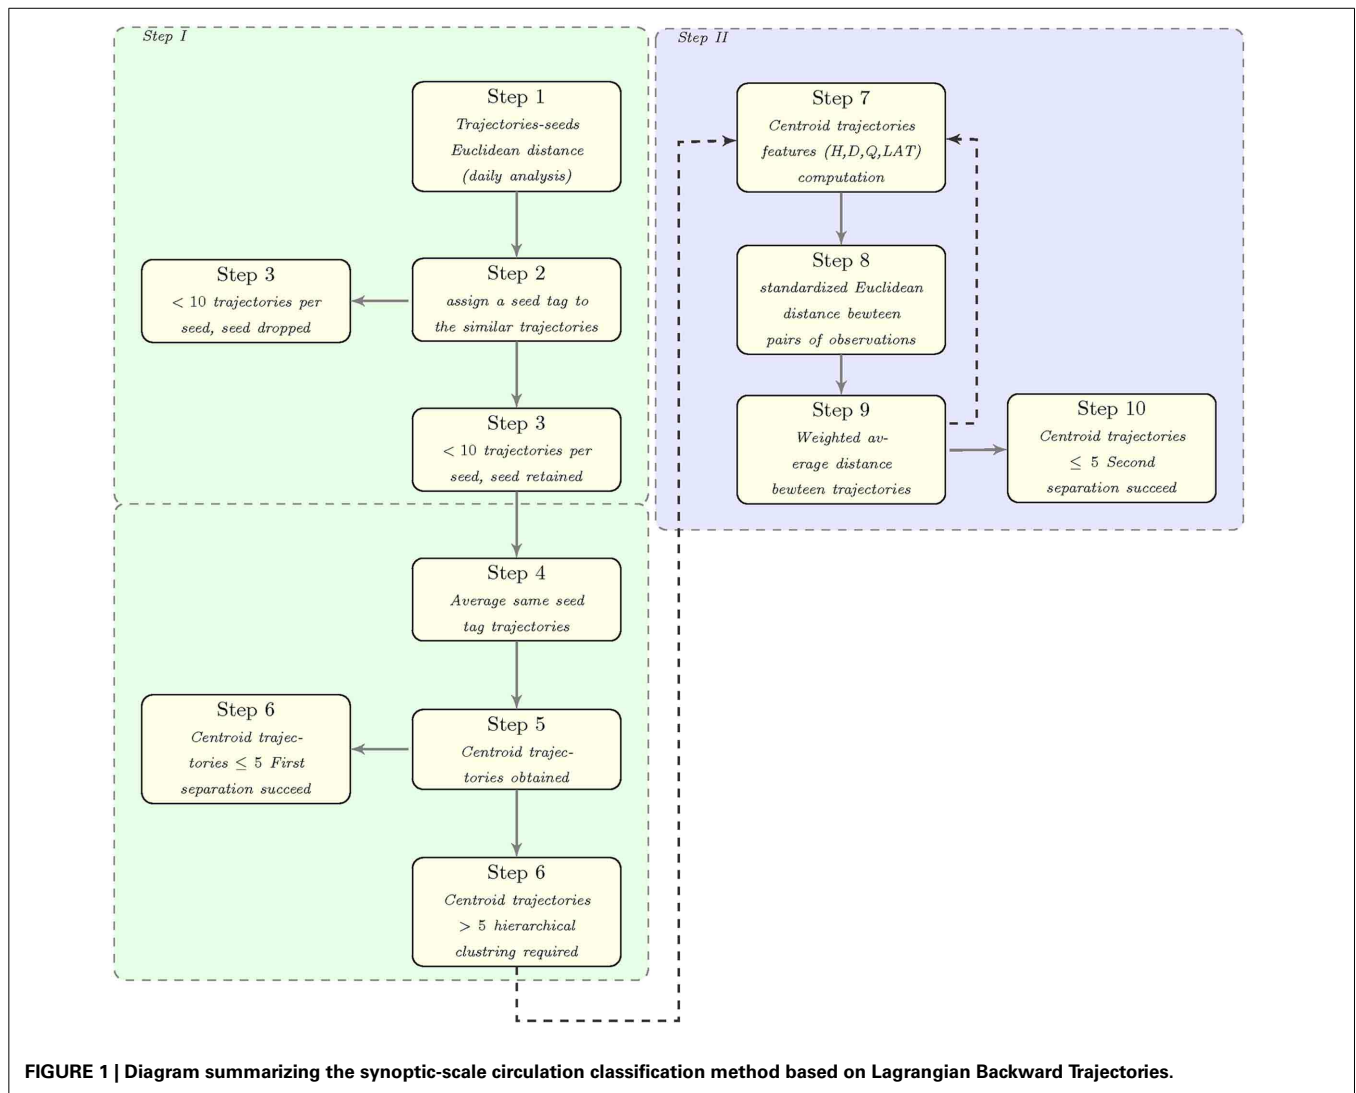 Step I
Step 1
Trajectories-seeds
Euclidean distance
(daily analysis)
Step 3
< 10 trajectories per
seed, seed dropped
Step 2
assign a seed tag to
the similar trajectories
Step 3
< 10 trajectories per
seed, seed retained
Step 4
Average same seed
tag trajectories
Step 6
Centroid trajec-
tories ≤ 5 First
separation succeed
Step 5
Centroid trajec-
tories obtained
Step 6
Centroid trajectories
> 5 hierarchical
clustring required
Step II
Step 7
Centroid trajectories
features (H,D,Q,LAT)
computation
Step 8
standardized Euclidean
distance bewteen
pairs of observations
Step 9
Weighted av-
erage distance
bewteen trajectories
Step 10
Centroid trajectories
≤ 5 Second
separation succeed
FIGURE 1 | Diagram summarizing the synoptic-scale circulation classification method based on Lagrangian Backward Trajectories.